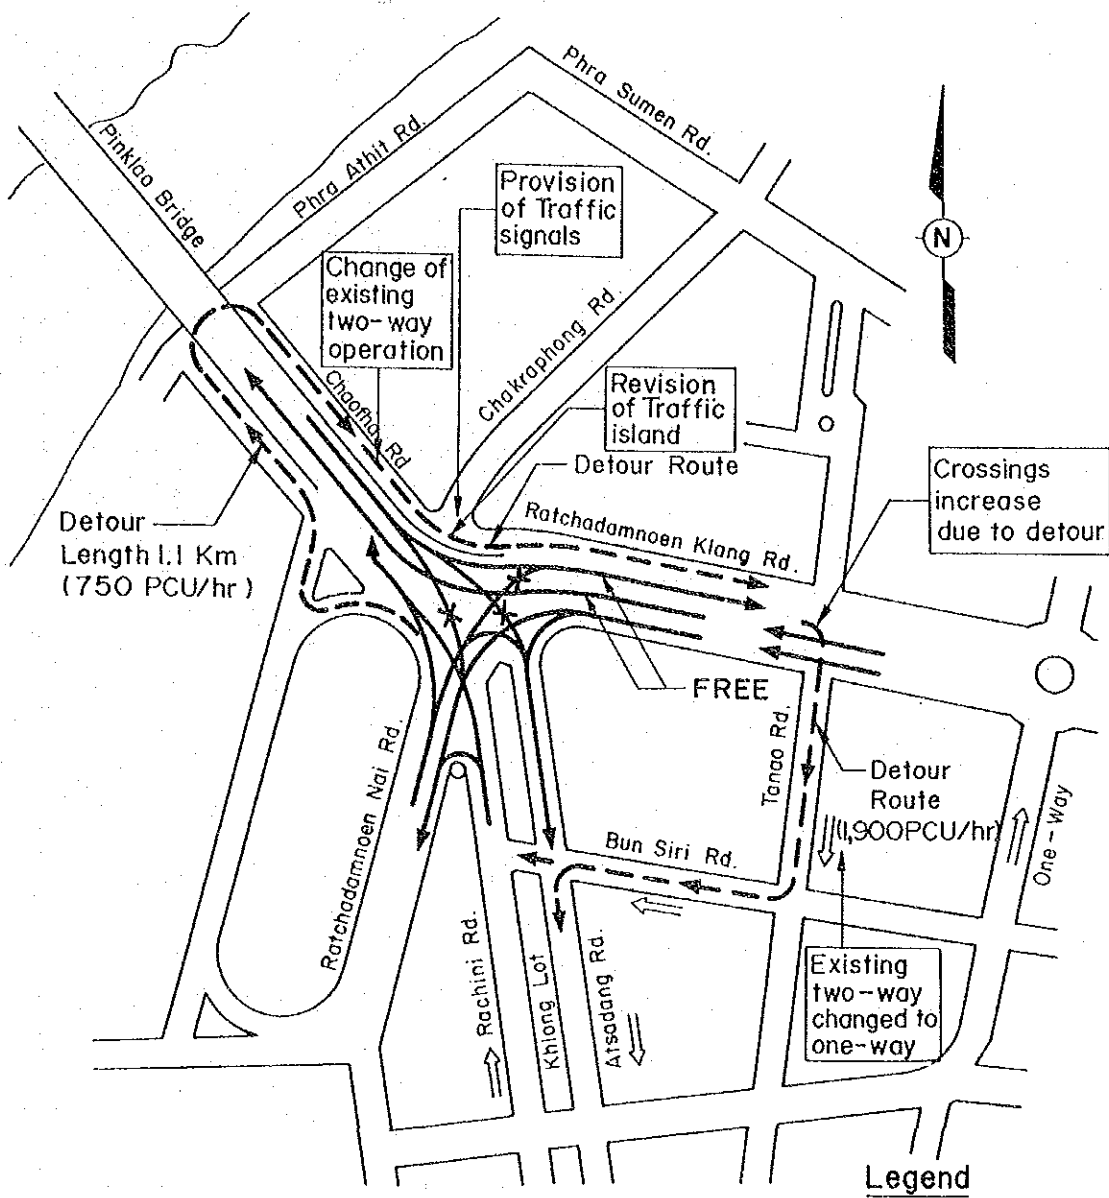 Phra Sumen Rd.
Phra Athit Rd.
Pinklao Bridge
Provision
of Traffic
signals
N
Change of
existing
two-way
operation
Chakraphong Rd.
Chaofha Rd
Revision
of Traffic
island
Detour Route
Crossings
increase
due to detour
Ratchadamnoen Klang Rd.
Detour
Length 1.1 Km
(750 PCU/hr)
FREE
Tanao Rd.
Detour
Route
(1,900PCU/hr)
One-Way
Bun Siri Rd.
Ratchadamnoen Nai Rd.
Rachini Rd.
Khlong Lot
Atsadang Rd.
Existing
two-way
changed to
one-way
Legend